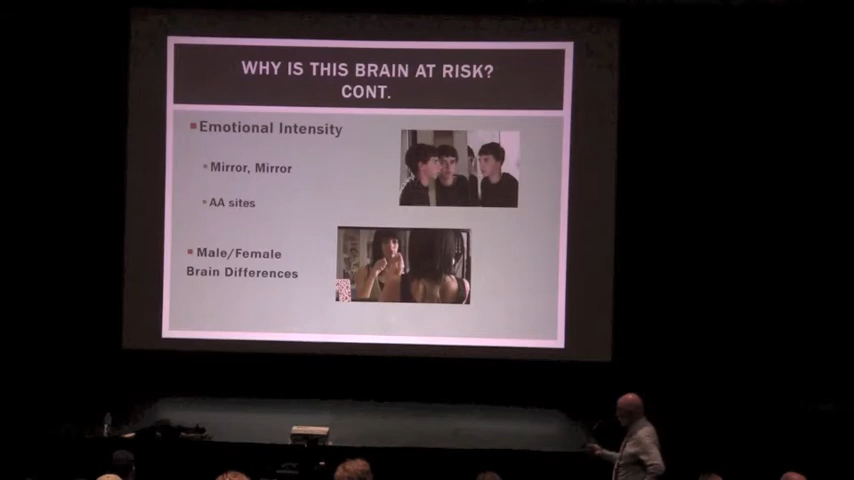 WHY IS THIS BRAIN AT RISK?
CONT.
Emotional Intensity
Mirror, Mirror
AA sites
Male/Female
Brain Differences